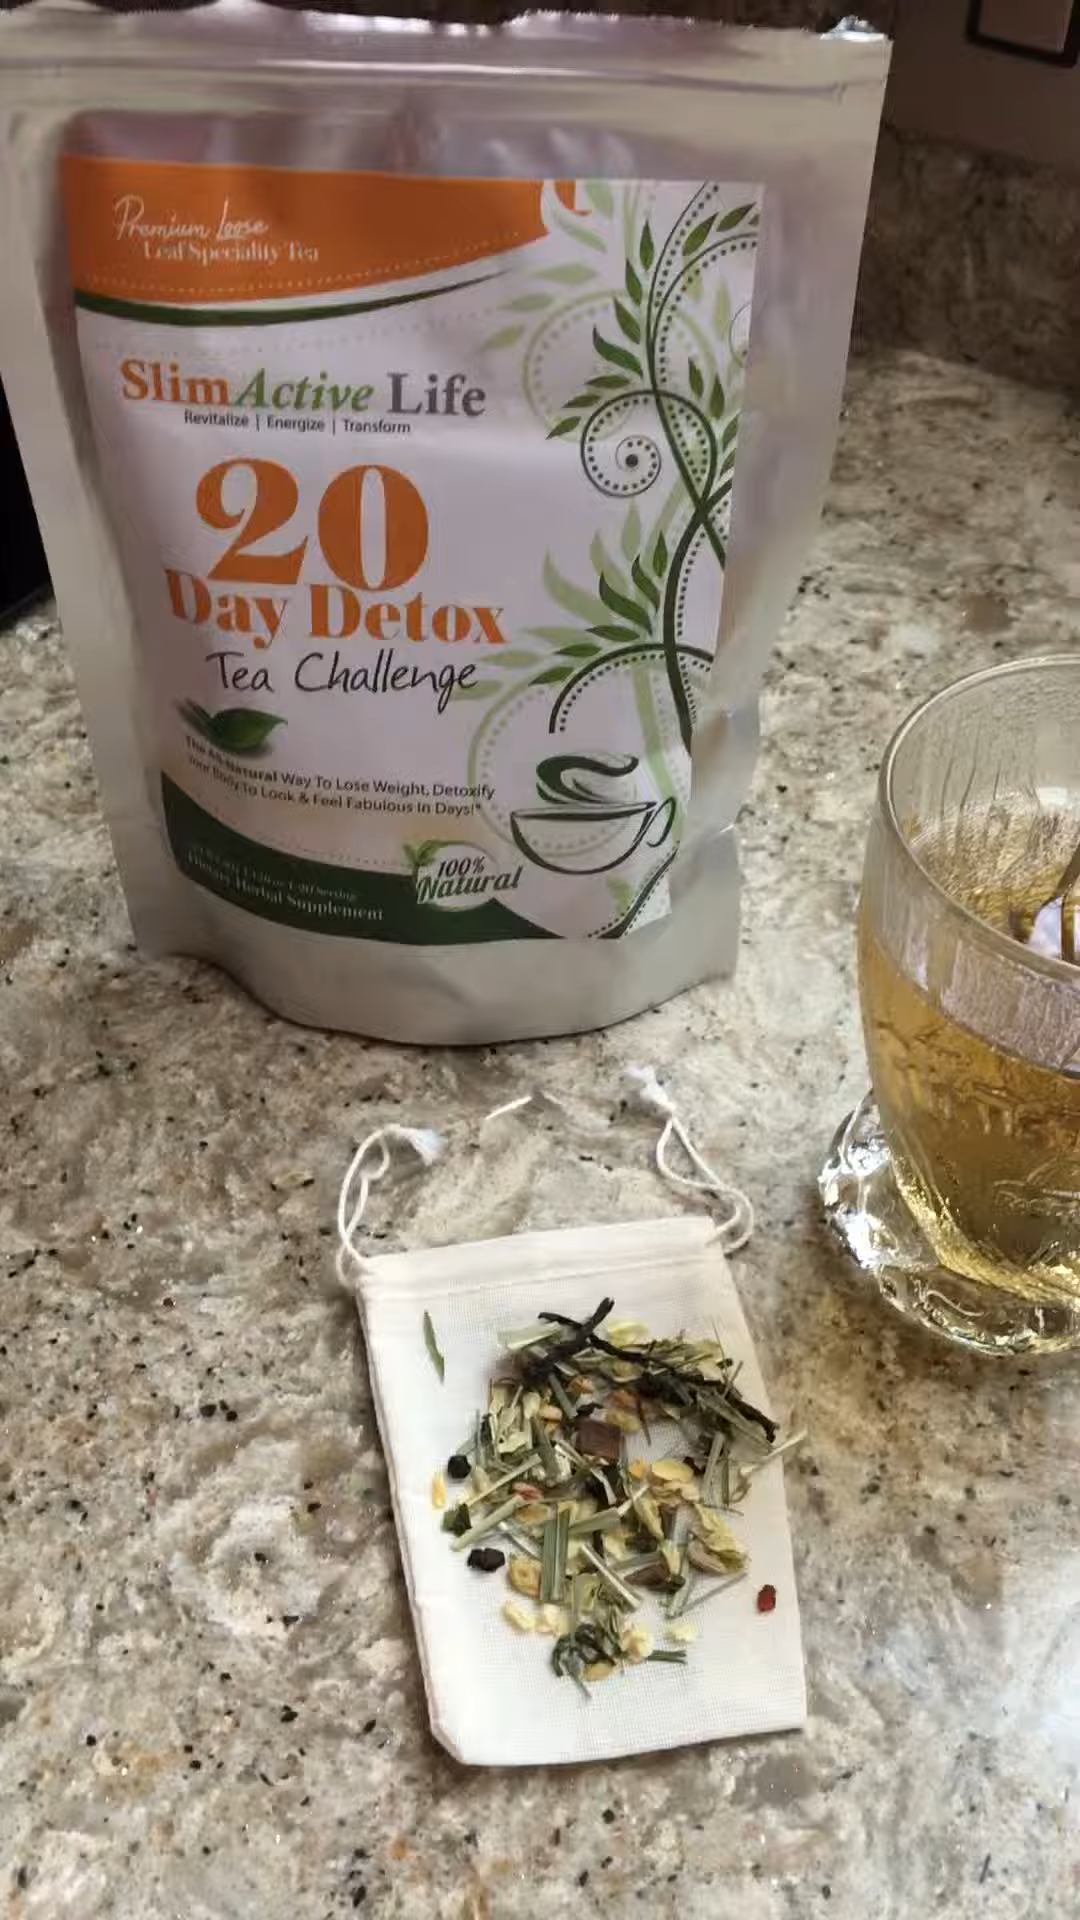 Premium Loose
Leaf Speciality Tea
SlimActive Life
Revitalize | Energize | Transform
20
Day Detox
Tea Challenge
The All-Natural Way To Lose Weight, Detoxify
Your Body To Look & Feel Fabulous In Days!*
100%
Natural
Dietary Herbal Supplement